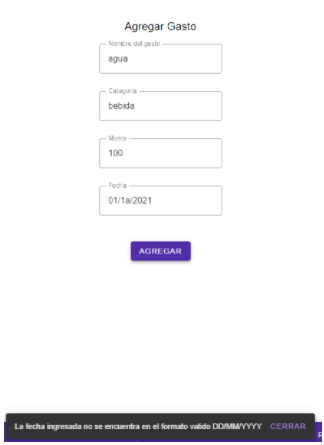 Agregar Gasto
Nombre del gasto
agua
Categoria
bebida
Monto
100
Fecha
01/1a/2021
AGREGAR
La fecha ingresada no se encuentra en el formato valido DD/MM/YYYY CERRAR